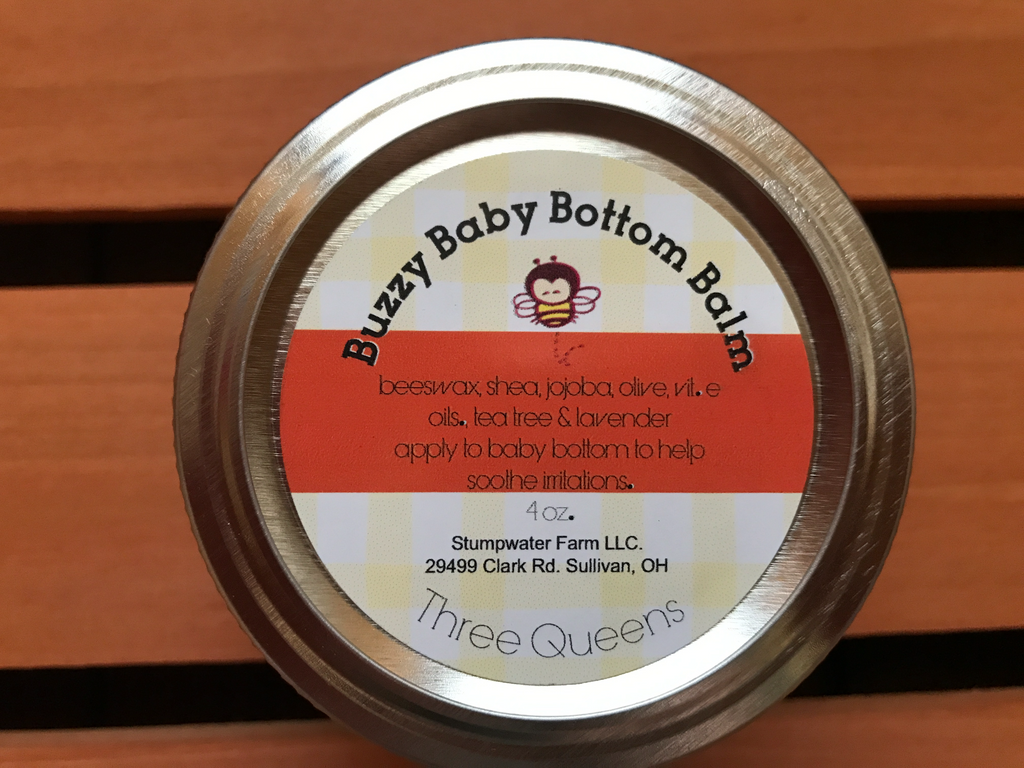 Buzzy Baby Bottom Balm
beeswax, shea, jojoba, olive, vit. e
oils. tea tree & lavender
apply to baby bottom to help
soothe irritations.
4 oz.
Stumpwater Farm LLC.
29499 Clark Rd. Sullivan, OH
Three Queens